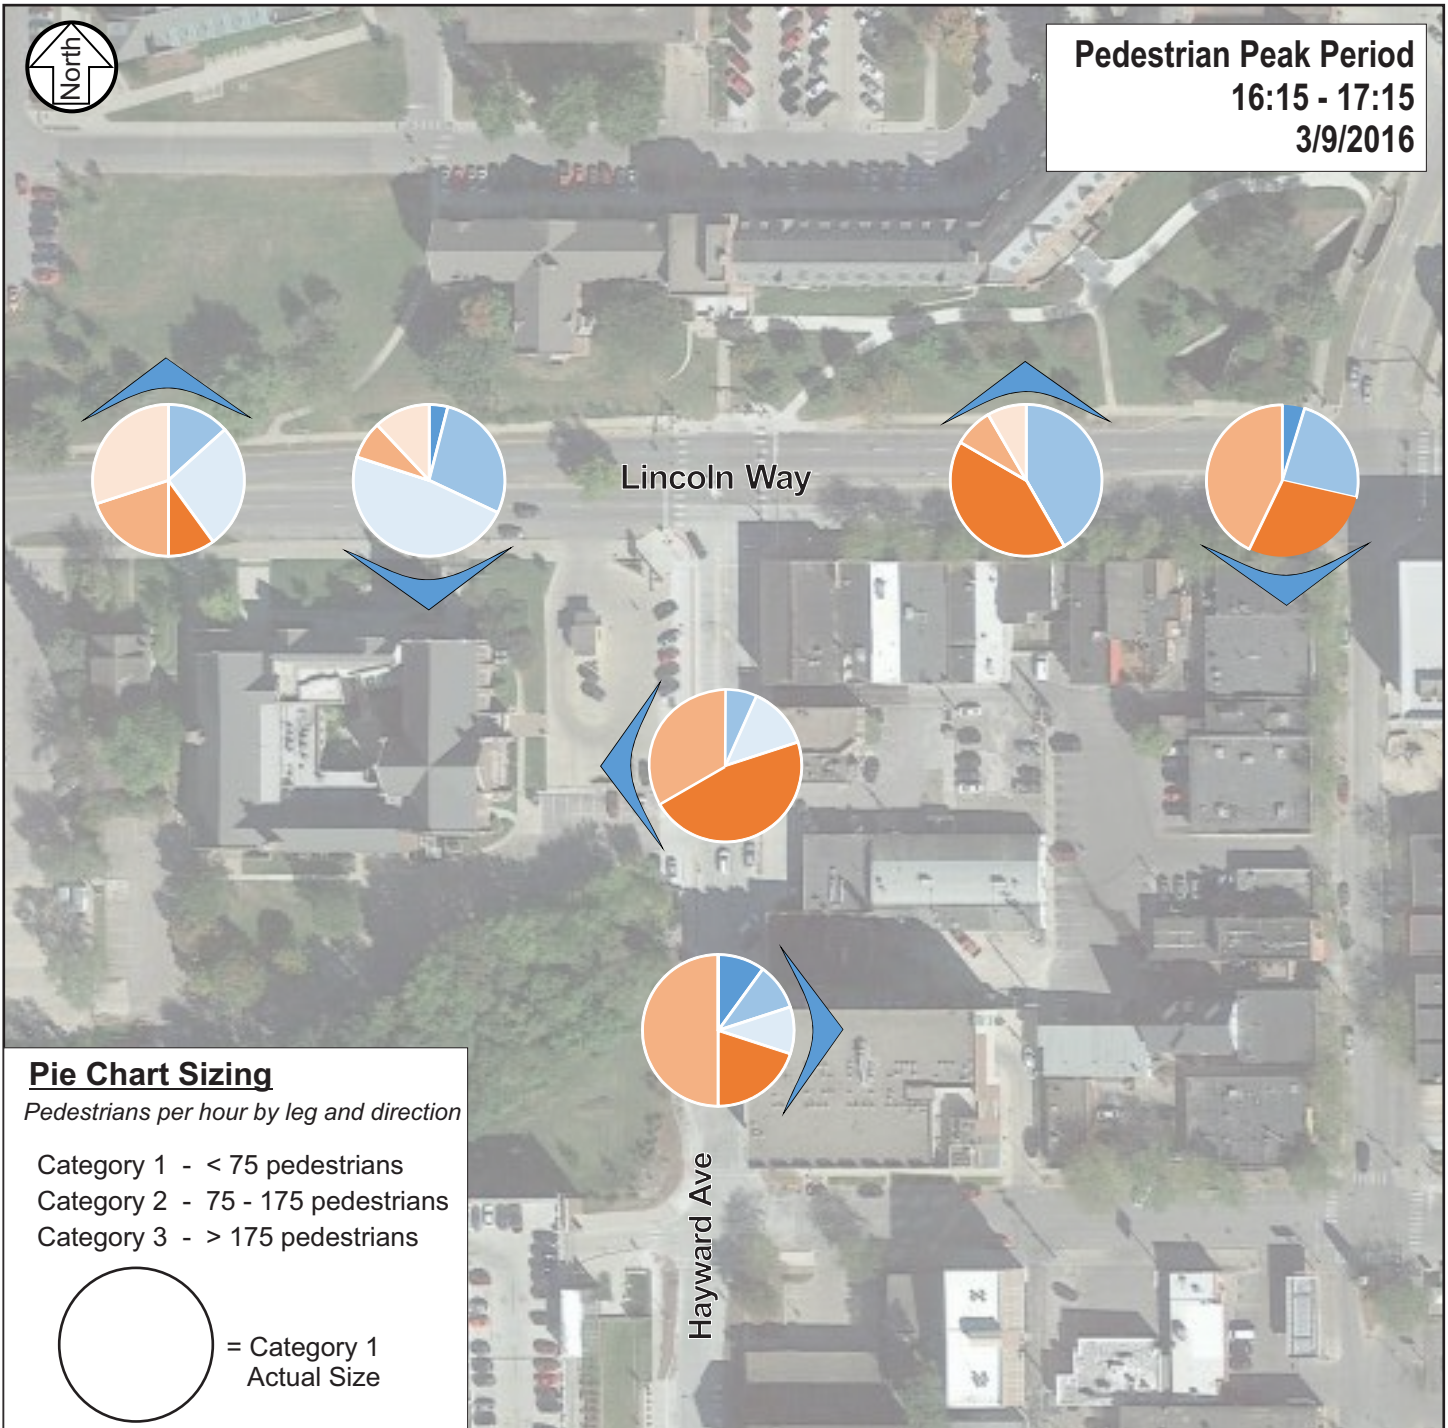 North
Pedestrian Peak Period
16:15 - 17:15
3/9/2016
Lincoln Way
Hayward Ave
Pie Chart Sizing
Pedestrians per hour by leg and direction
Category 1 - < 75 pedestrians
Category 2 - 75 - 175 pedestrians
Category 3 - > 175 pedestrians
= Category 1
Actual Size